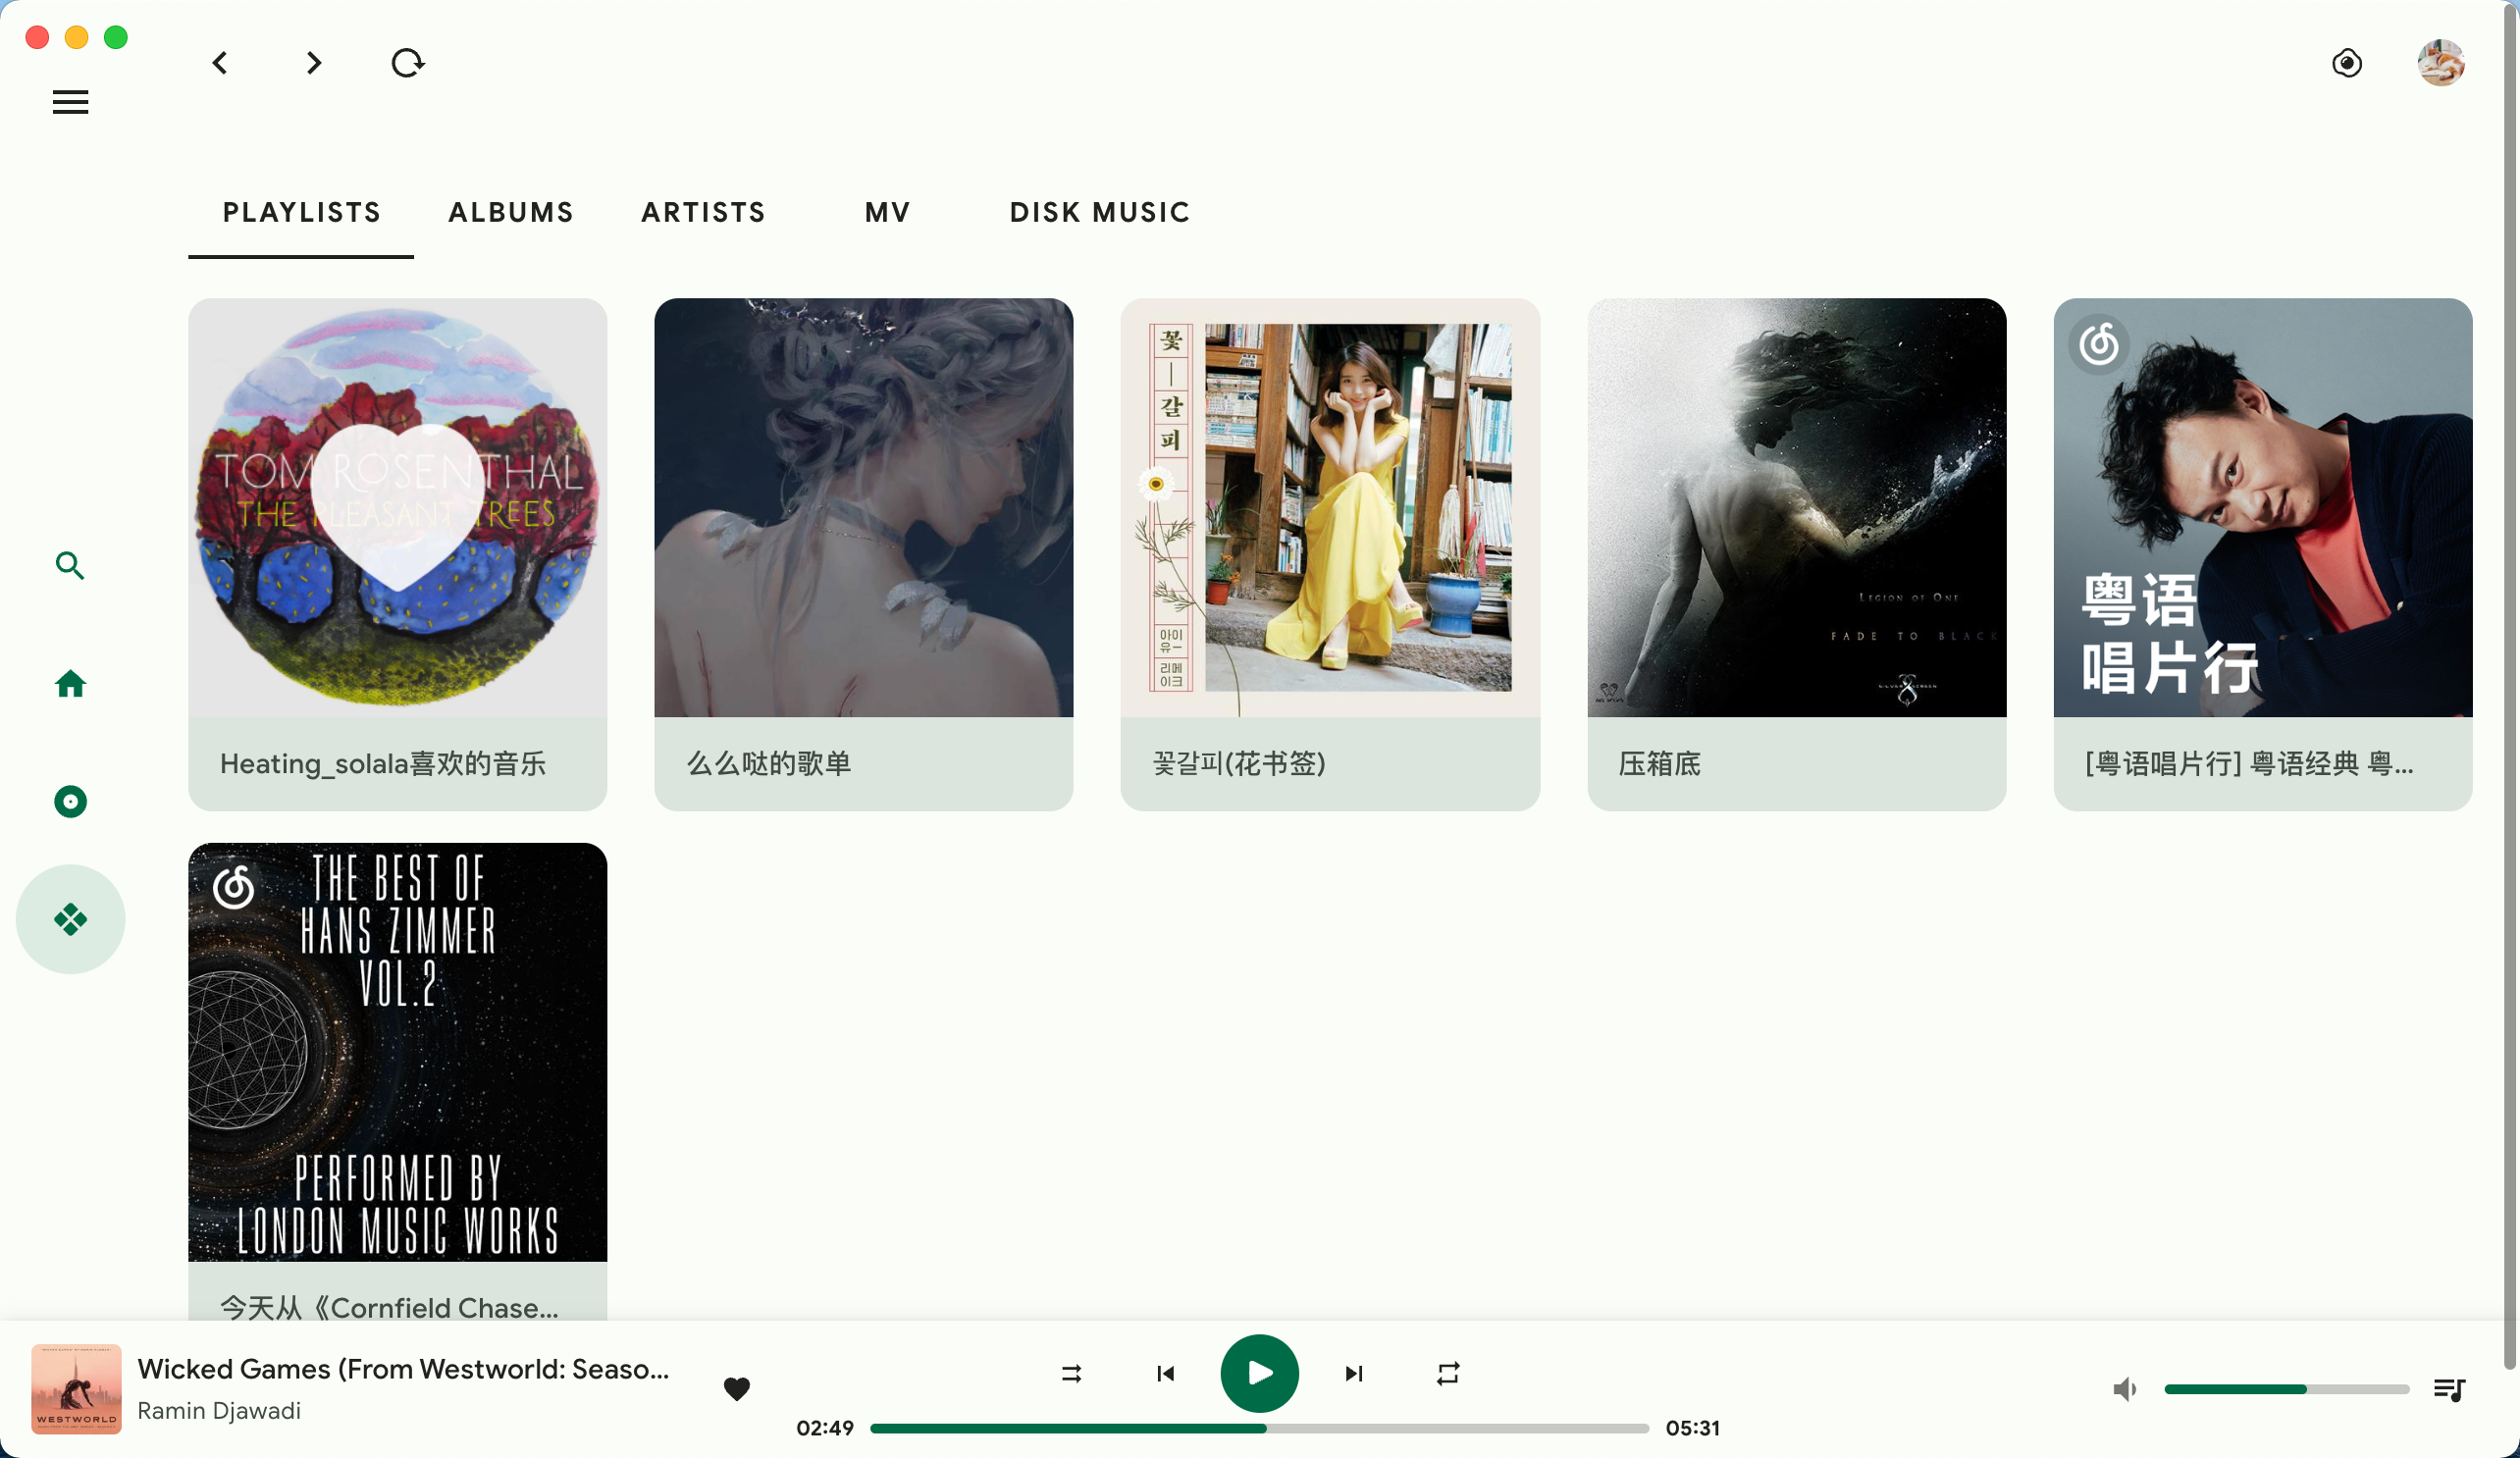 PLAYLISTS ALBUMS ARTISTS MV DISK MUSIC
TOM ROSENTHAL
THE PLEASANT TREES
Heating_solala喜欢的音乐
么么哒的歌单
꽃
갈
피
아이
유
리메
이크
꽃갈피(花书签)
LEGION OF ONE
FADE TO BLACK
压箱底
粤语
唱片行
[粤语唱片行] 粤语经典 粤...
THE BEST OF
HANS ZIMMER
VOL.2
PERFORMED BY
LONDON MUSIC WORKS
今天从《Cornfield Chase...
WESTWORLD
Wicked Games (From Westworld: Seaso...
Ramin Djawadi
02:49
05:31